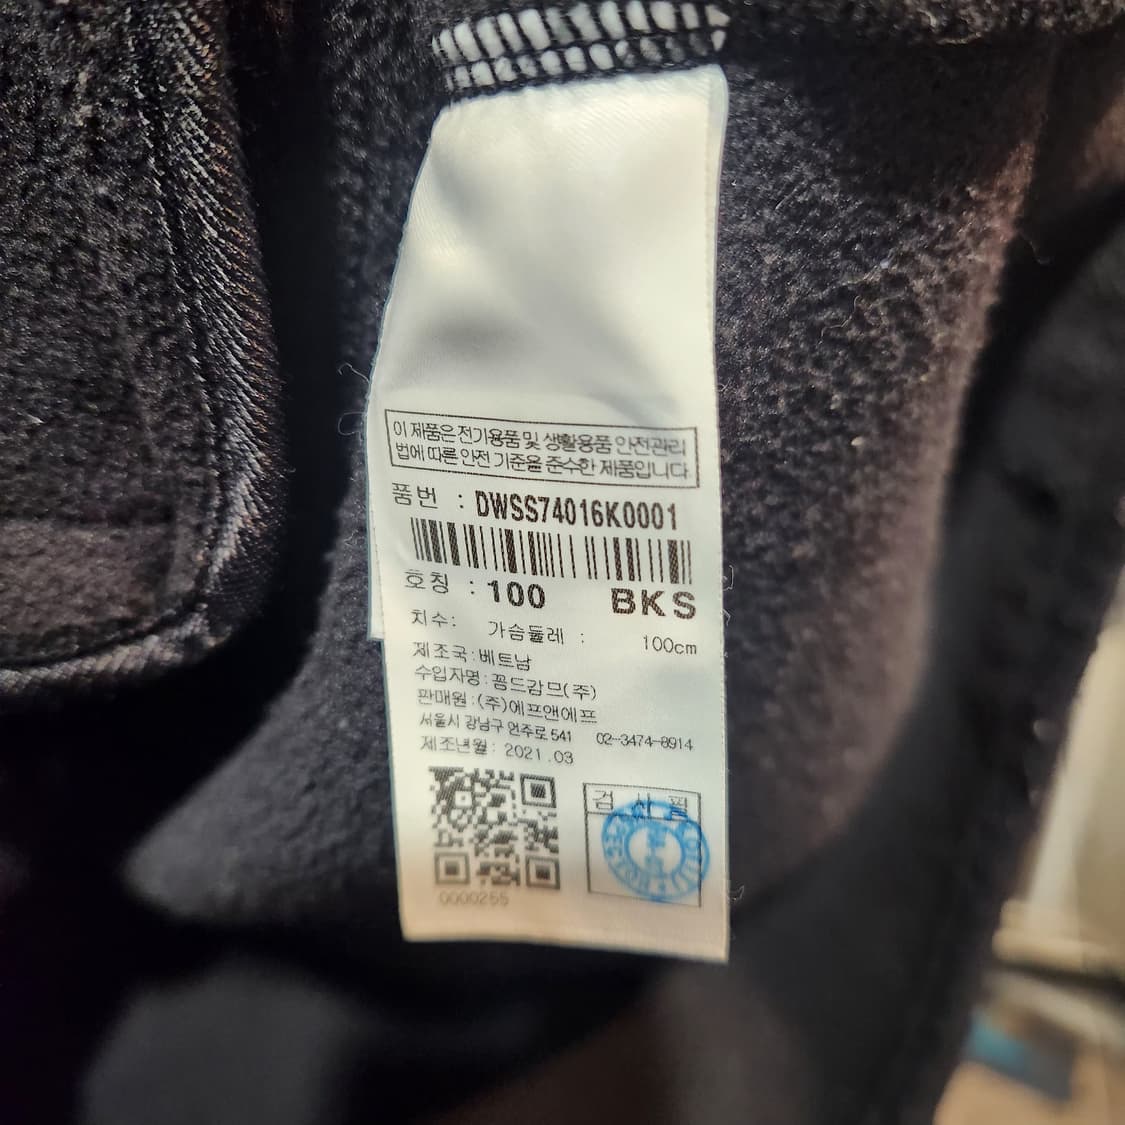 이 제품은 전기용품 및 생활용품 안전관리
법에 따른 안전 기준을 준수한 제품입니다.
품번 : DWSS74016K0001
호칭 : 100 BKS
치수: 가슴둘레 : 100cm
제조국:베트남
수입자명:꼼드감므(주)
판매원:(주)에프앤에프
서울시 강남구 언주로 541 02-3474-8914
제조년월: 2021.03
검 사 필
0000255